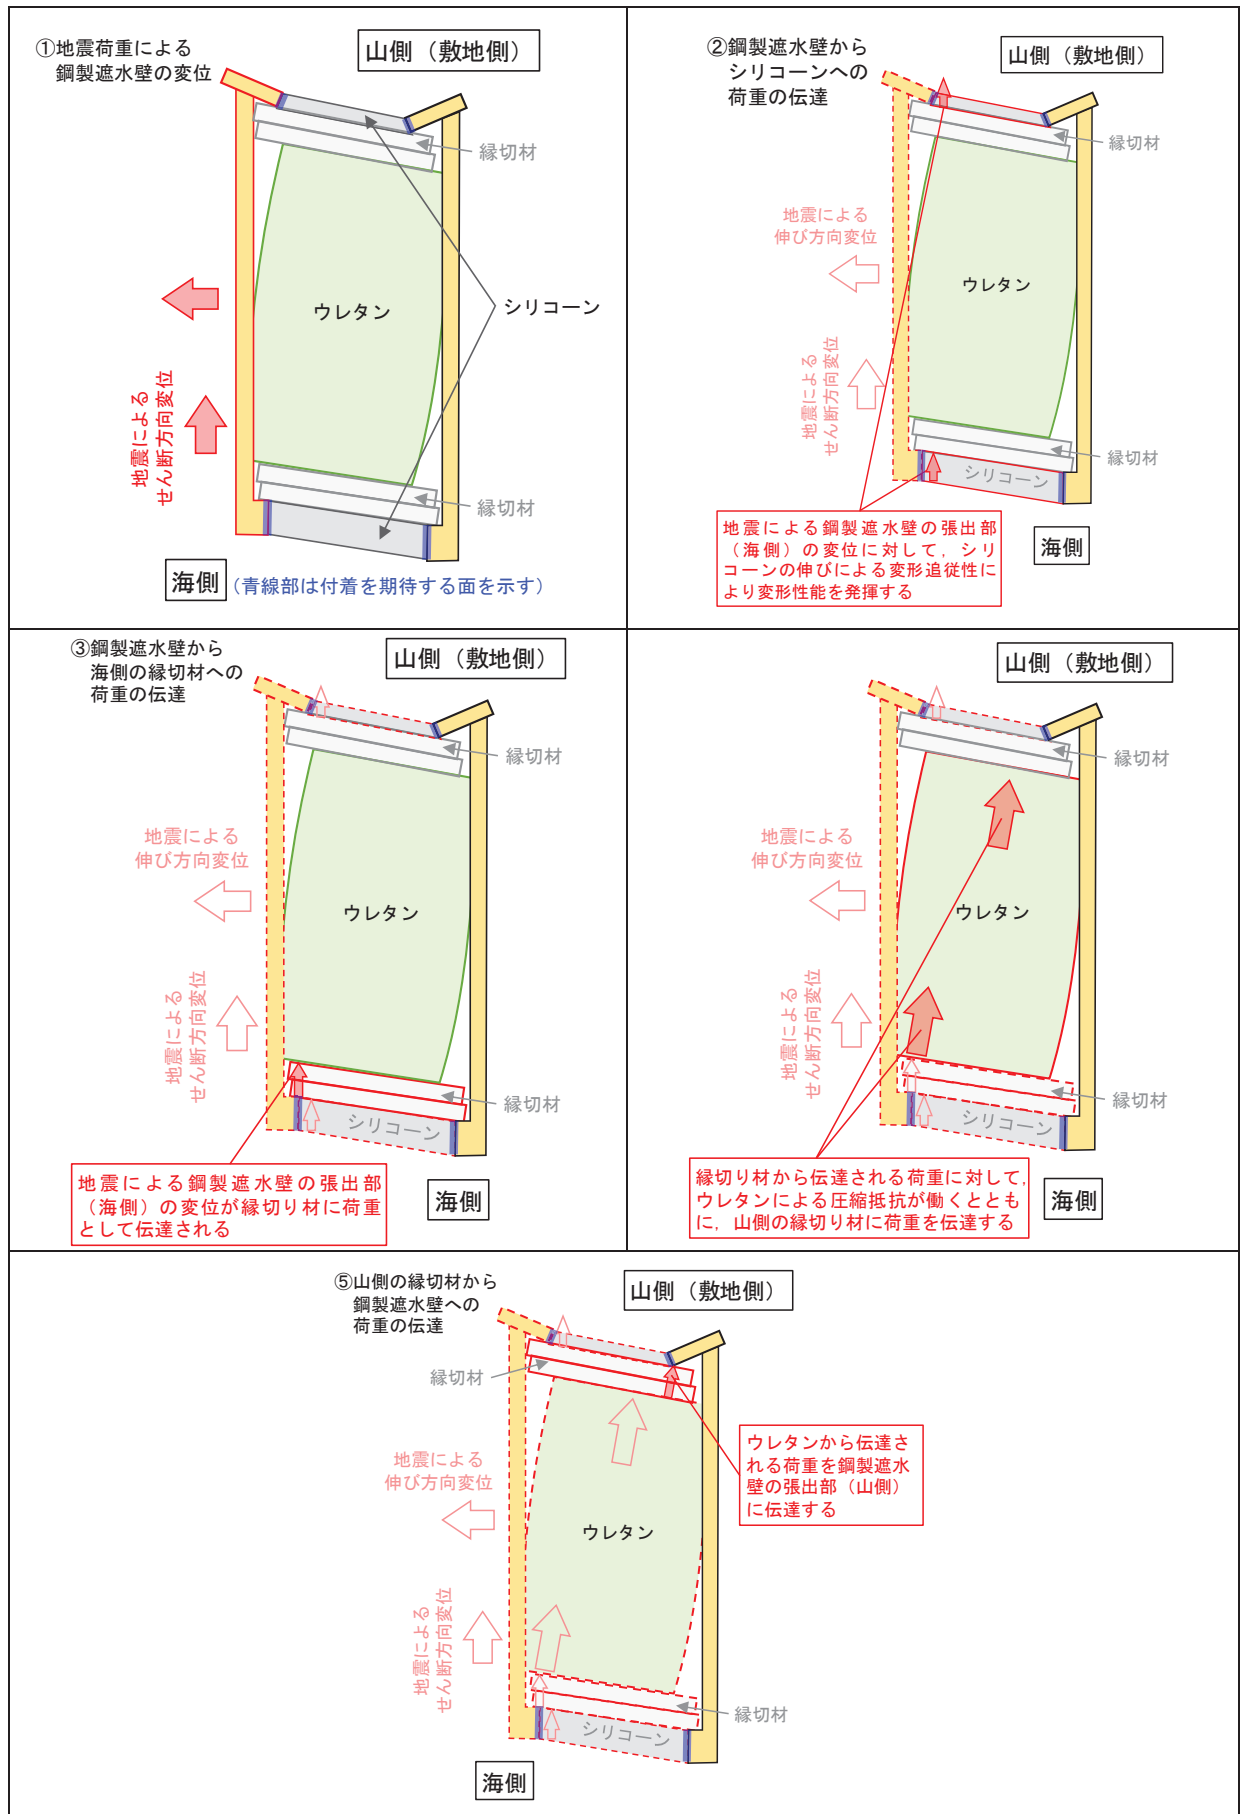 ①地震荷重による
鋼製遮水壁の変位
山側（敷地側）
縁切材
シリコーン
ウレタン
地震による
せん断方向変位
縁切材
海側
（青線部は付着を期待する面を示す）
②鋼製遮水壁から
シリコーンへの
荷重の伝達
山側（敷地側）
縁切材
地震による
伸び方向変位
ウレタン
地震による
せん断方向変位
縁切材
シリコーン
地震による鋼製遮水壁の張出部
（海側）の変位に対して，シリ
コーンの伸びによる変形追従性に
より変形性能を発揮する
海側
③鋼製遮水壁から
海側の縁切材への
荷重の伝達
山側（敷地側）
縁切材
地震による
伸び方向変位
ウレタン
地震による
せん断方向変位
縁切材
シリコーン
地震による鋼製遮水壁の張出部
（海側）の変位が縁切り材に荷重
として伝達される
海側
山側（敷地側）
縁切材
地震による
伸び方向変位
ウレタン
地震による
せん断方向変位
縁切材
シリコーン
縁切り材から伝達される荷重に対して，
ウレタンによる圧縮抵抗が働くととも
に，山側の縁切り材に荷重を伝達する
海側
⑤山側の縁切材から
鋼製遮水壁への
荷重の伝達
山側（敷地側）
縁切材
ウレタンから伝達さ
れる荷重を鋼製遮水
壁の張出部（山側）
に伝達する
地震による
伸び方向変位
ウレタン
地震による
せん断方向変位
縁切材
シリコーン
海側